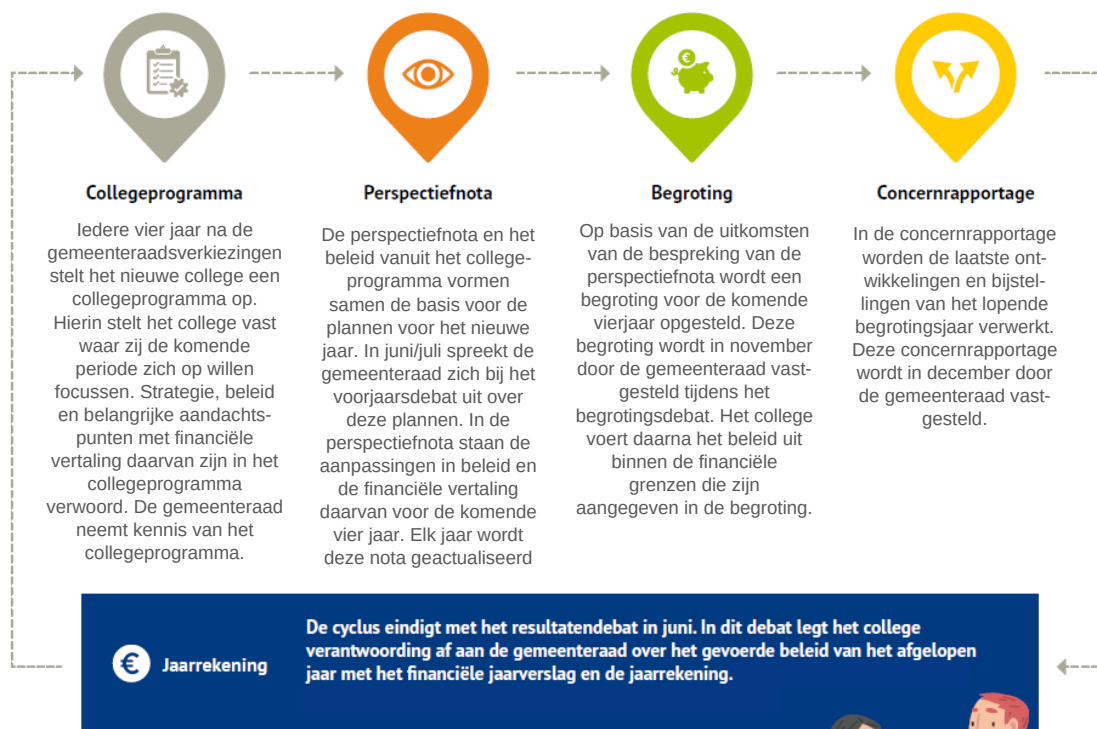 Collegeprogramma
Iedere vier jaar na de
gemeenteraadsverkiezingen
stelt het nieuwe college een
collegeprogramma op.
Hierin stelt het college vast
waar zij de komende
periode zich op willen
focussen. Strategie, beleid
en belangrijke aandachts-
punten met financiële
vertaling daarvan zijn in het
collegeprogramma
verwoord. De gemeenteraad
neemt kennis van het
collegeprogramma.
Perspectiefnota
De perspectiefnota en het
beleid vanuit het college-
programma vormen
samen de basis voor de
plannen voor het nieuwe
jaar. In juni/juli spreekt de
gemeenteraad zich bij het
voorjaarsdebat uit over
deze plannen. In de
perspectiefnota staan de
aanpassingen in beleid en
de financiële vertaling
daarvan voor de komende
vier jaar. Elk jaar wordt
deze nota geactualiseerd
Begroting
Op basis van de uitkomsten
van de bespreking van de
perspectiefnota wordt een
begroting voor de komende
vierjaar opgesteld. Deze
begroting wordt in november
door de gemeenteraad vast-
gesteld tijdens het
begrotingsdebat. Het college
voert daarna het beleid uit
binnen de financiële
grenzen die zijn
aangegeven in de begroting.
Concernrapportage
In de concernrapportage
worden de laatste ont-
wikkelingen en bijstel-
lingen van het lopende
begrotingsjaar verwerkt.
Deze concernrapportage
wordt in december door
de gemeenteraad vast-
gesteld.
€ Jaarrekening
De cyclus eindigt met het resultatendebat in juni. In dit debat legt het college
verantwoording af aan de gemeenteraad over het gevoerde beleid van het afgelopen
jaar met het financiële jaarverslag en de jaarrekening.